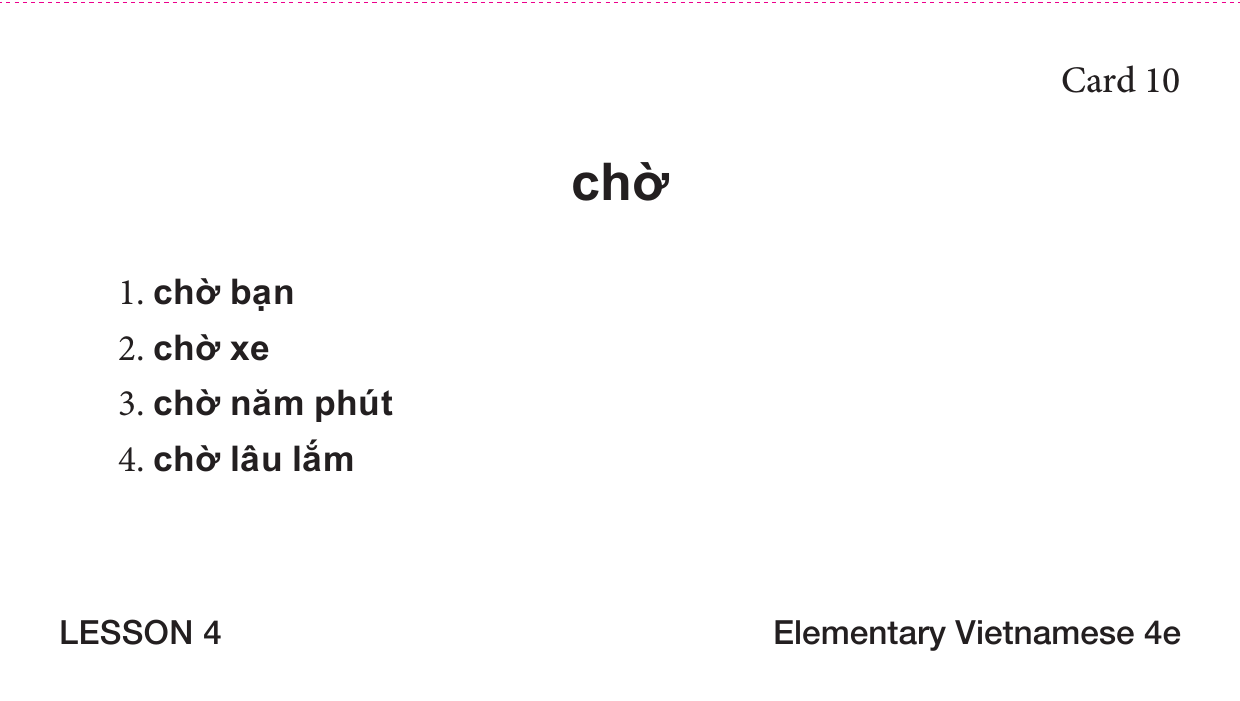 Card 10
chờ
1. chờ bạn
2. chờ xe
3. chờ năm phút
4. chờ lâu lắm
LESSON 4
Elementary Vietnamese 4e